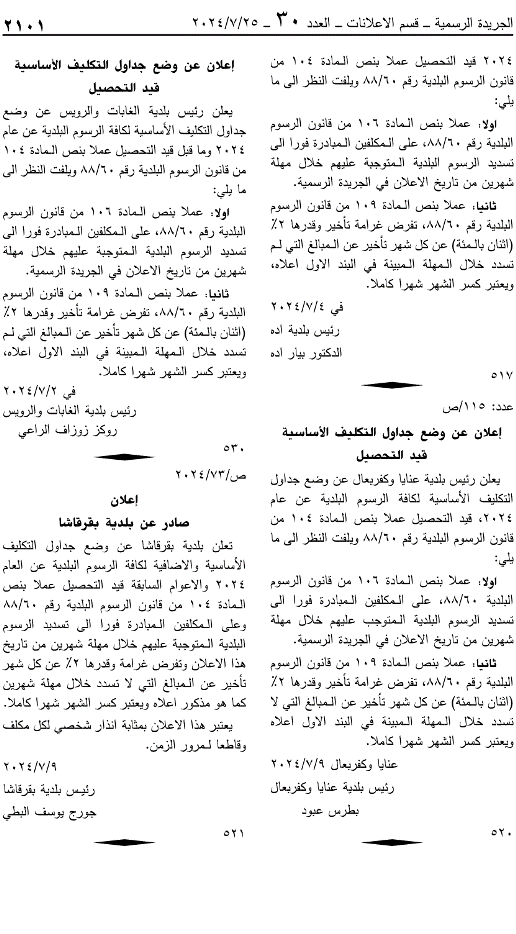 الجريدة الرسمية ــ قسم الاعلانات ــ العدد ٣٠ ــ ٢٠٢٤/٧/٢٥
٢١٠١
٢٠٢٤ قيد التحصيل عملا بنص المادة ١٠٤ من
قانون الرسوم البلدية رقم ٨٨/٦٠ ويلفت النظر الى ما
يلي:
اولا: عملا بنص المادة ١٠٦ من قانون الرسوم
البلدية رقم ٨٨/٦٠، على المكلفين المبادرة فورا الى
تسديد الرسوم البلدية المتوجبة عليهم خلال مهلة
شهرين من تاريخ الاعلان في الجريدة الرسمية.
ثانيا: عملا بنص المادة ١٠٩ من قانون الرسوم
البلدية رقم ٨٨/٦٠، تفرض غرامة تأخير وقدرها ٢٪
(اثنان بالمئة) عن كل شهر تأخير عن المبالغ التي لم
تسدد خلال المهلة المبينة في البند الاول اعلاه،
ويعتبر كسر الشهر شهرا كاملا.
في ٢٠٢٤/٧/٤
رئيس بلدية اده
الدكتور بيار اده
٥١٧
عدد: ١١٥/ص
إعلان عن وضع جداول التكليف الأساسية
قيد التحصيل
يعلن رئيس بلدية عنايا وكفربعال عن وضع جداول
التكليف الأساسية لكافة الرسوم البلدية عن عام
٢٠٢٤، قيد التحصيل عملا بنص المادة ١٠٤ من
قانون الرسوم البلدية رقم ٨٨/٦٠ ويلفت النظر الى ما
يلي:
اولا: عملا بنص المادة ١٠٦ من قانون الرسوم
البلدية ٨٨/٦٠، على المكلفين المبادرة فورا الى
تسديد الرسوم البلدية المتوجب عليهم خلال مهلة
شهرين من تاريخ الاعلان في الجريدة الرسمية.
ثانيا: عملا بنص المادة ١٠٩ من قانون الرسوم
البلدية رقم ٨٨/٦٠، تفرض غرامة تأخير وقدرها ٢٪
(اثنان بالمئة) عن كل شهر تأخير عن المبالغ التي لا
تسدد خلال المهلة المبينة في البند الاول اعلاه
ويعتبر كسر الشهر شهرا كاملا.
عنايا وكفربعال ٢٠٢٤/٧/٩
رئيس بلدية عنايا وكفربعال
بطرس عبود
٥٢٠
إعلان عن وضع جداول التكليف الأساسية
قيد التحصيل
يعلن رئيس بلدية الغابات والرويس عن وضع
جداول التكليف الأساسية لكافة الرسوم البلدية عن عام
٢٠٢٤ وما قبل قيد التحصيل عملا بنص المادة ١٠٤
من قانون الرسوم البلدية رقم ٨٨/٦٠ ويلفت النظر الى
ما يلي:
اولا: عملا بنص المادة ١٠٦ من قانون الرسوم
البلدية رقم ٨٨/٦٠، على المكلفين المبادرة فورا الى
تسديد الرسوم البلدية المتوجبة عليهم خلال مهلة
شهرين من تاريخ الاعلان في الجريدة الرسمية.
ثانيا: عملا بنص المادة ١٠٩ من قانون الرسوم
البلدية رقم ٨٨/٦٠، تفرض غرامة تأخير وقدرها ٢٪
(اثنان بالمئة) عن كل شهر تأخير عن المبالغ التي لم
تسدد خلال المهلة المبينة في البند الاول اعلاه،
ويعتبر كسر الشهر شهرا كاملا.
في ٢٠٢٤/٧/٢
رئيس بلدية الغابات والرويس
روكز زوزاف الراعي
٥٣٠
ص/٢٠٢٤/٧٣
إعلان
صادر عن بلدية بقرقاشا
تعلن بلدية بقرقاشا عن وضع جداول التكليف
الأساسية والاضافية لكافة الرسوم البلدية عن العام
٢٠٢٤ والاعوام السابقة قيد التحصيل عملا بنص
المادة ١٠٤ من قانون الرسوم البلدية رقم ٨٨/٦٠
وعلى المكلفين المبادرة فورا الى تسديد الرسوم
البلدية المتوجبة عليهم خلال مهلة شهرين من تاريخ
هذا الاعلان وتفرض غرامة وقدرها ٢٪ عن كل شهر
تأخير عن المبالغ التي لا تسدد خلال مهلة شهرين
كما هو مذكور اعلاه ويعتبر كسر الشهر شهرا كاملا.
يعتبر هذا الاعلان بمثابة انذار شخصي لكل مكلف
وقاطعا لمرور الزمن.
٢٠٢٤/٧/٩
رئيس بلدية بقرقاشا
جورج يوسف البطي
٥٢١